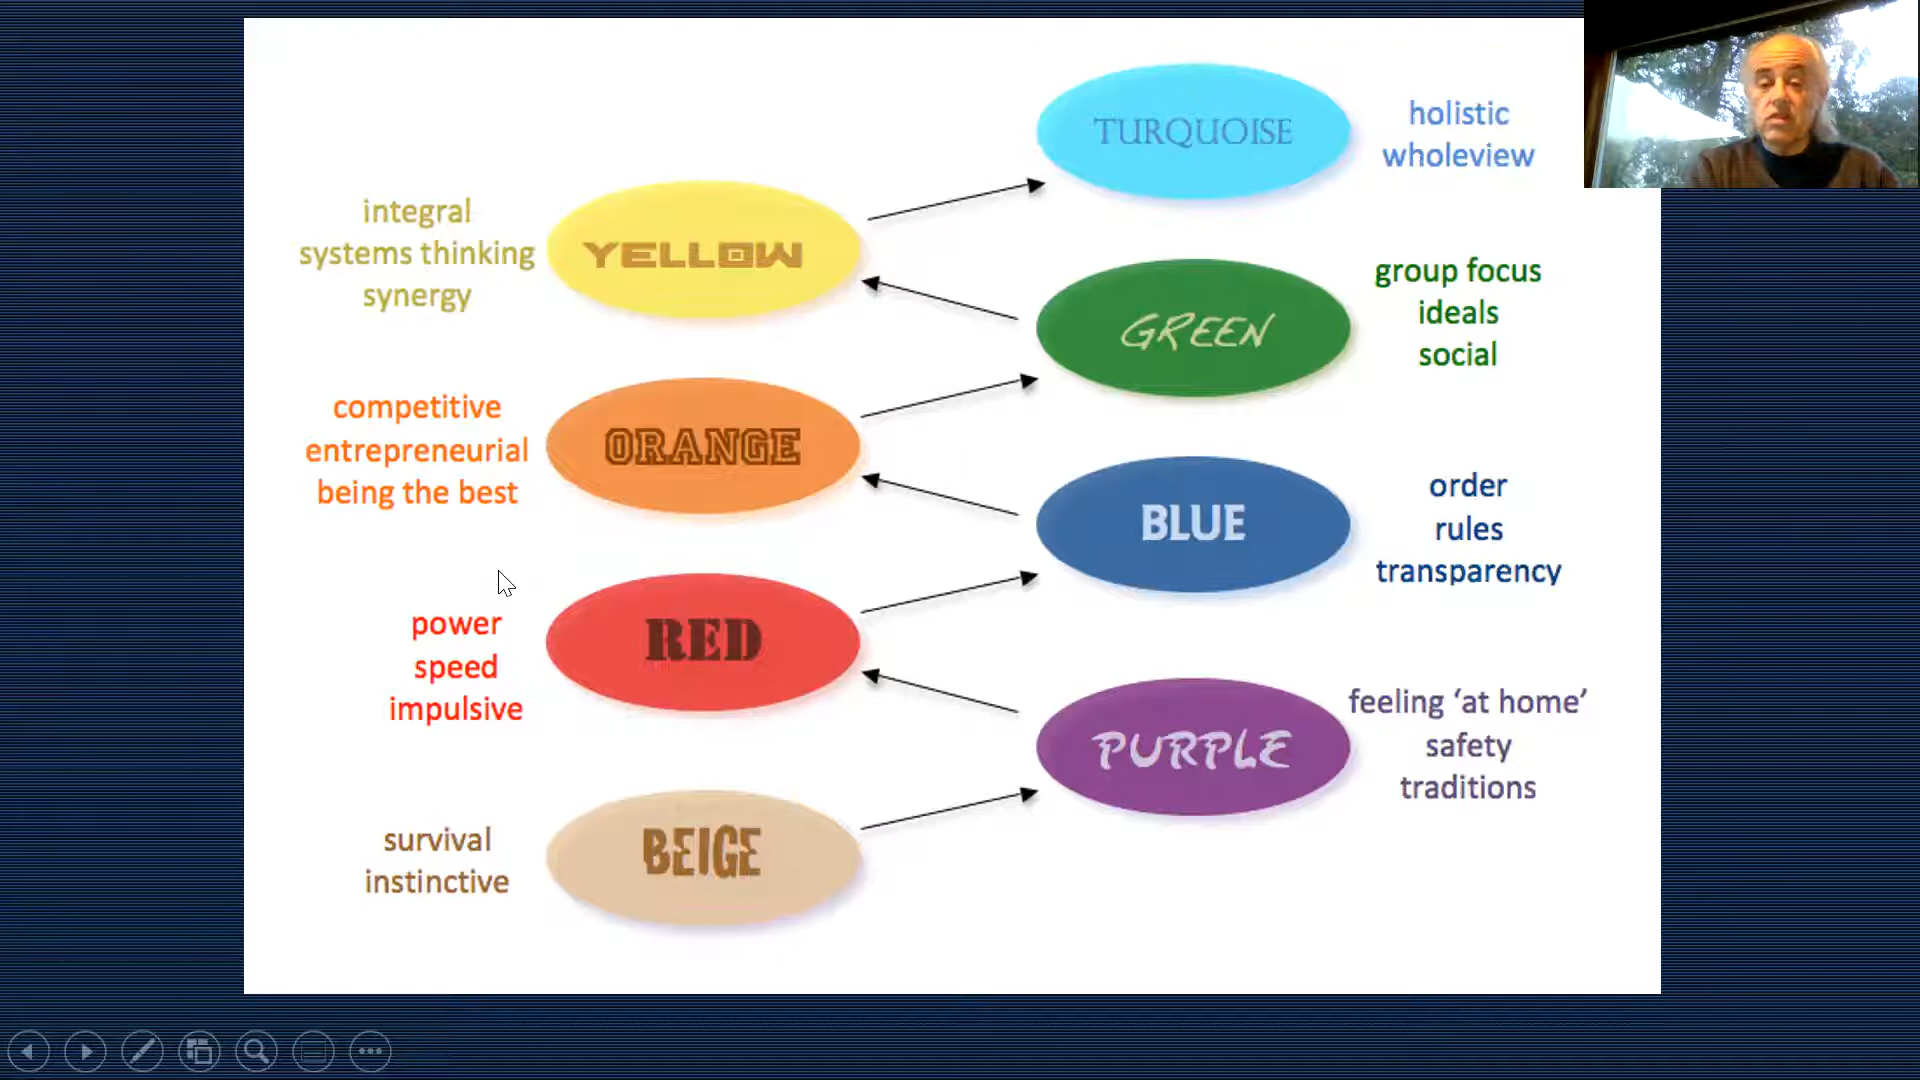 TURQUOISE
holistic
wholeview
integral
systems thinking
synergy
YELLOW
group focus
ideals
social
GREEN
competitive
entrepreneurial
being the best
ORANGE
order
rules
transparency
BLUE
power
speed
impulsive
RED
feeling ‘at home’
safety
traditions
PURPLE
survival
instinctive
BEIGE